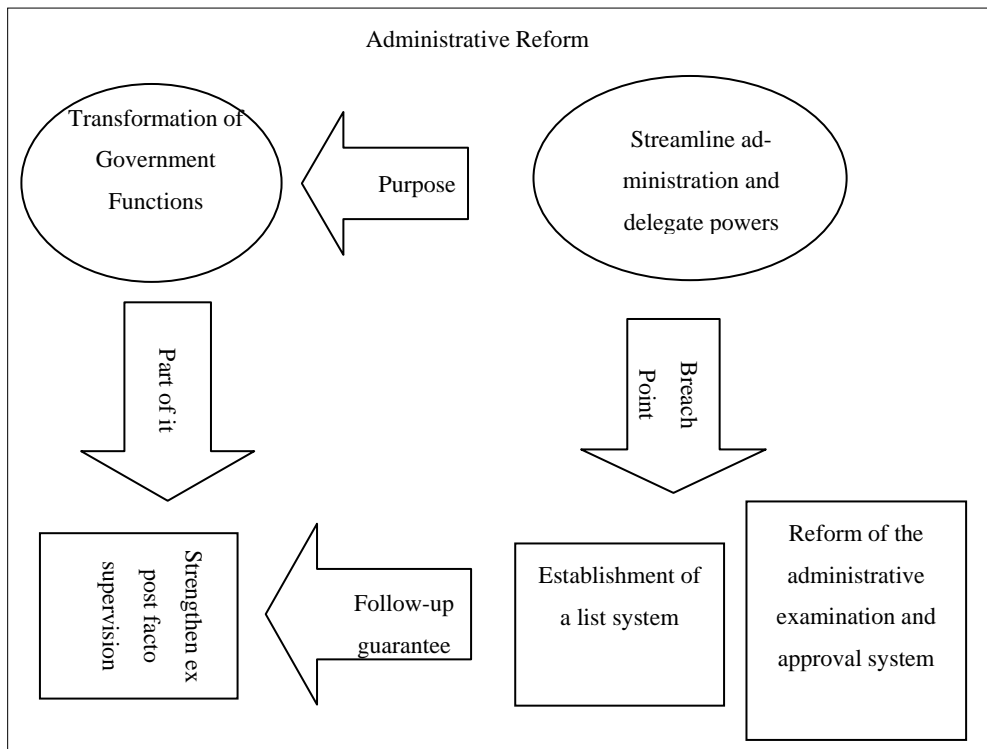 Administrative Reform
Transformation of
Government
Functions
Purpose
Streamline ad-
ministration and
delegate powers
Part of it
Breach
Point
Strengthen ex
post facto
supervision
Follow-up
guarantee
Establishment of
a list system
Reform of the
administrative
examination and
approval system